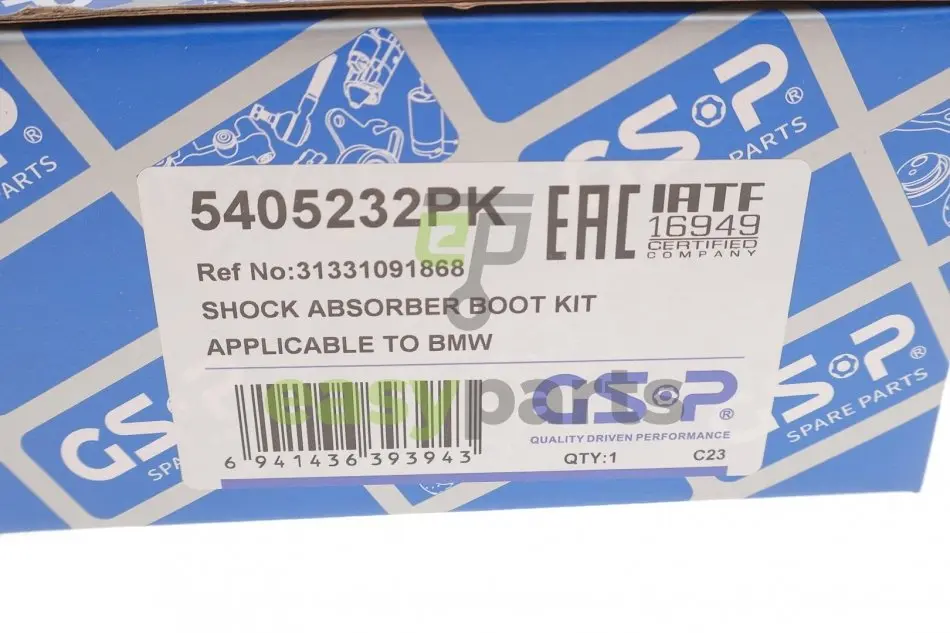 GSP®
SPARE PARTS
5405232PK
EAC
IATF
16949
CERTIFIED
COMPANY
Ref No:31331091868
SHOCK ABSORBER BOOT KIT
APPLICABLE TO BMW
easyparts
GSP®
QUALITY DRIVEN PERFORMANCE
6 941436 393943
QTY:1
C23
P®
PARTS
GSP
SPA
GSP®
SPARE PARTS